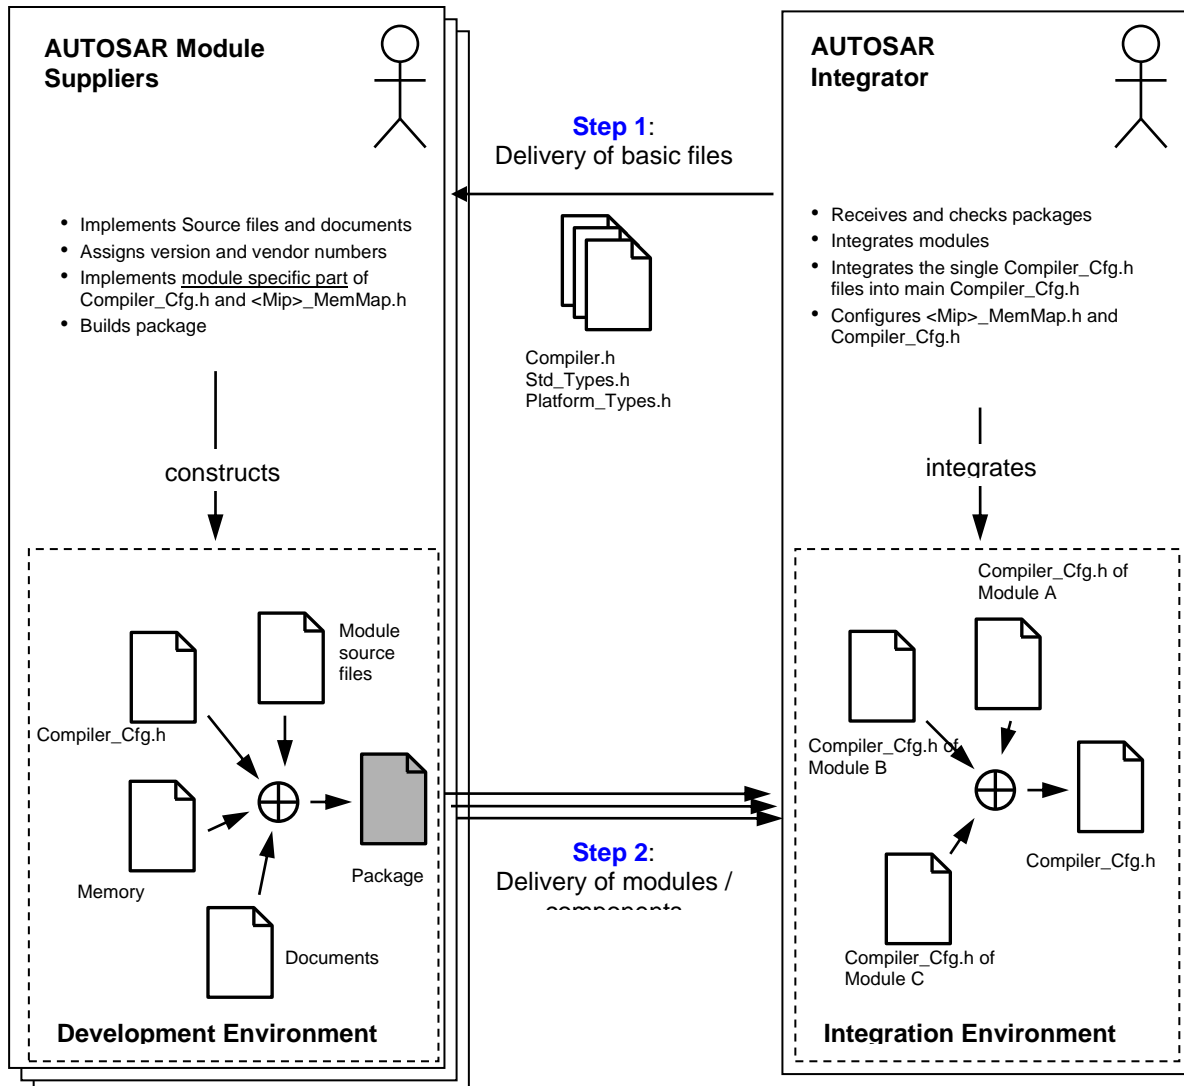 AUTOSAR Module
Suppliers
• Implements Source files and documents
• Assigns version and vendor numbers
• Implements module specific part of
Compiler_Cfg.h and <Mip>_MemMap.h
• Builds package
constructs
Module
source
files
Compiler_Cfg.h
Memory
Package
Documents
Development Environment
Step 1:
Delivery of basic files
Compiler.h
Std_Types.h
Platform_Types.h
Step 2:
Delivery of modules /
components
AUTOSAR
Integrator
• Receives and checks packages
• Integrates modules
• Integrates the single Compiler_Cfg.h
files into main Compiler_Cfg.h
• Configures <Mip>_MemMap.h and
Compiler_Cfg.h
integrates
Compiler_Cfg.h of
Module A
Compiler_Cfg.h of
Module B
Compiler_Cfg.h
Compiler_Cfg.h of
Module C
Integration Environment